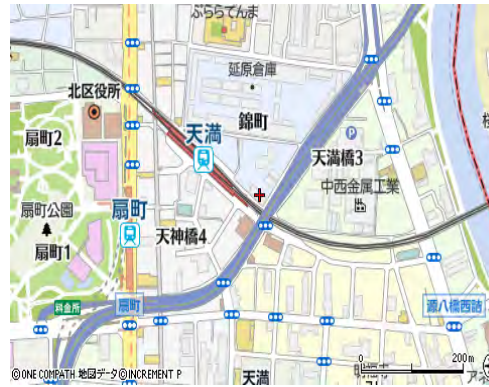 ぷららてんま
延原倉庫
北区役所
錦町
扇町2
天満
天満橋3
中西金属工業
扇町公園
扇町
扇町1
天神橋4
料金所
扇町
源八橋西詰
天満
200m
©ONE COMPATH 地図データ©INCREMENT P